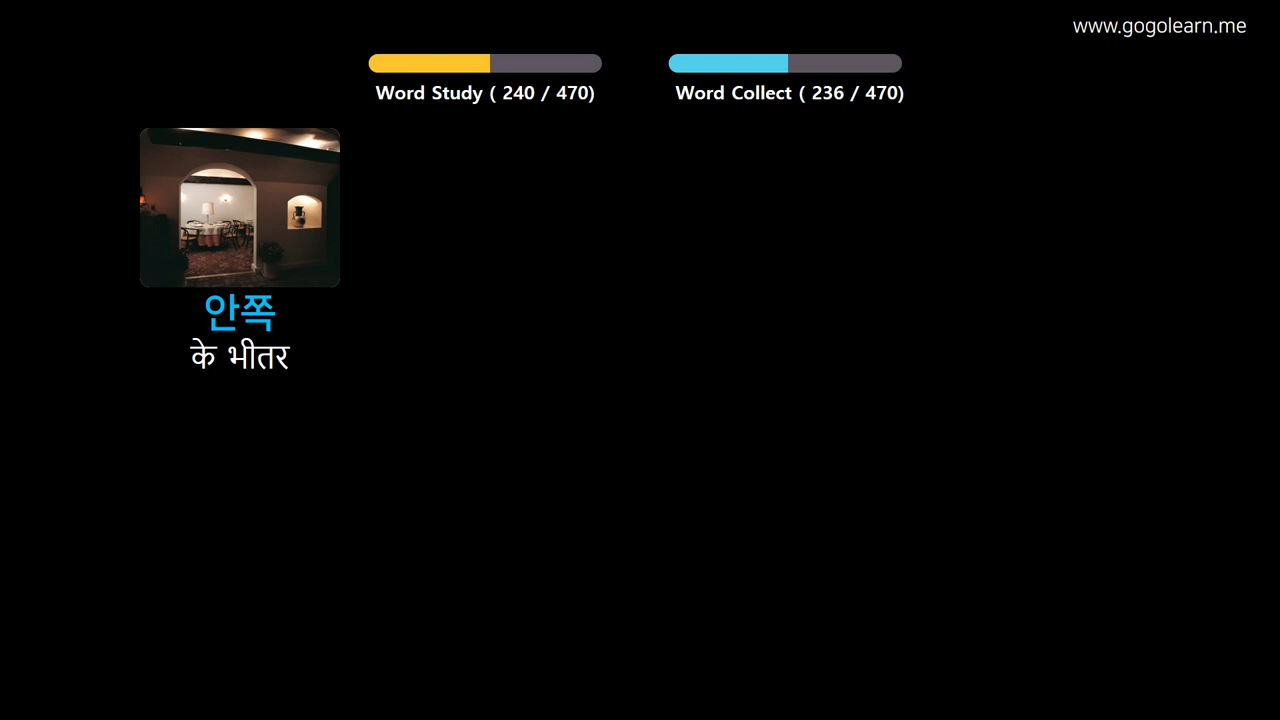 www.gogolearn.me
Word Study ( 240 / 470)
Word Collect ( 236 / 470)
안쪽
के भीतर